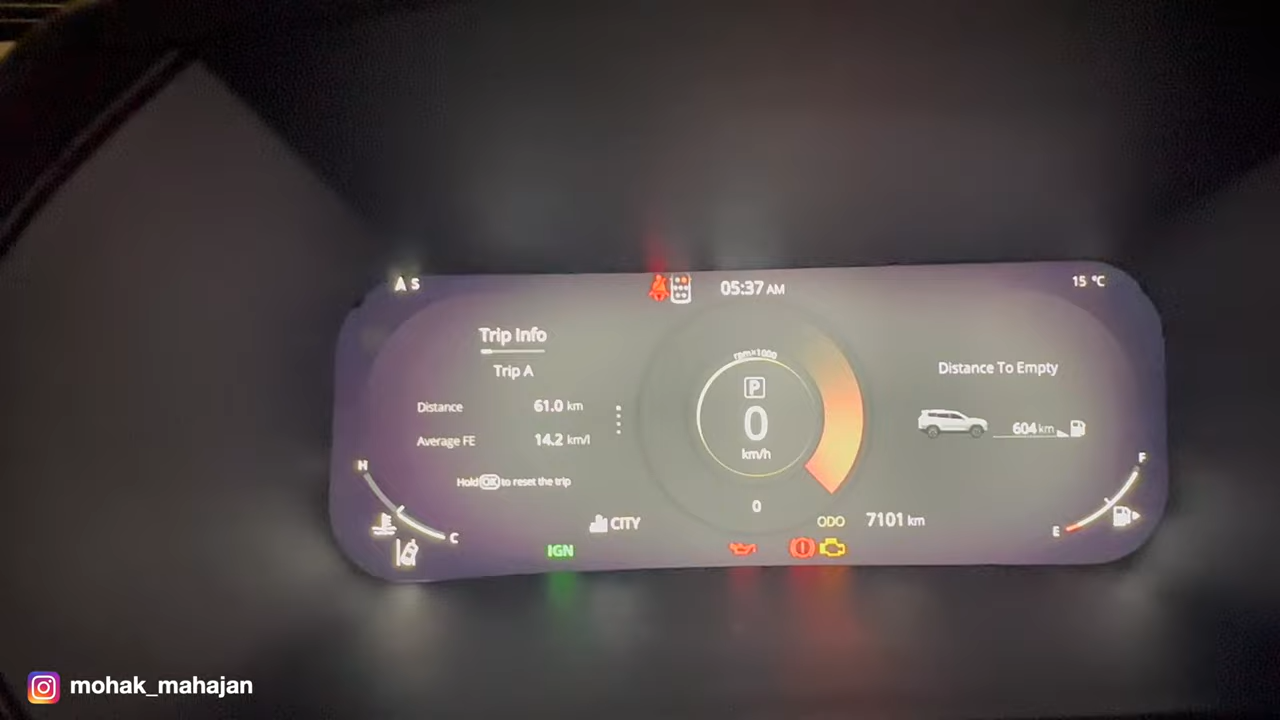 A S
05:37 AM
15 °C
Trip Info
Trip A
Distance 61.0 km
Average FE 14.2 km/l
Hold OK to reset the trip
rpm×1000
P
0
km/h
0
Distance To Empty
604 km
H
C
F
E
CITY
ODO 7101 km
IGN
mohak_mahajan